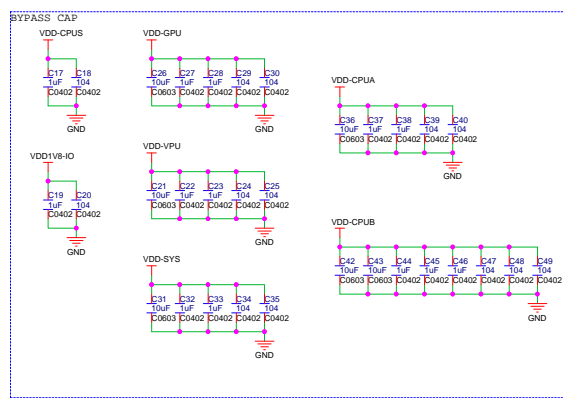 BYPASS CAP
VDD-CPUS
C17 C18
1uF 104
C0402 C0402
GND
VDD-GPU
C26 C27 C28 C29 C30
10uF 1uF 1uF 104 104
C0603 C0402 C0402 C0402 C0402
GND
VDD-CPUA
C36 C37 C38 C39 C40
10uF 1uF 1uF 104 104
C0603 C0402 C0402 C0402 C0402
GND
VDD1V8-IO
C19 C20
1uF 104
C0402 C0402
GND
VDD-VPU
C21 C22 C23 C24 C25
10uF 1uF 1uF 104 104
C0603 C0402 C0402 C0402 C0402
GND
VDD-CPUB
C42 C43 C44 C45 C46 C47 C48 C49
10uF 10uF 1uF 1uF 1uF 104 104 104
C0603 C0603 C0402 C0402 C0402 C0402 C0402 C0402
GND
VDD-SYS
C31 C32 C33 C34 C35
10uF 1uF 1uF 104 104
C0603 C0402 C0402 C0402 C0402
GND